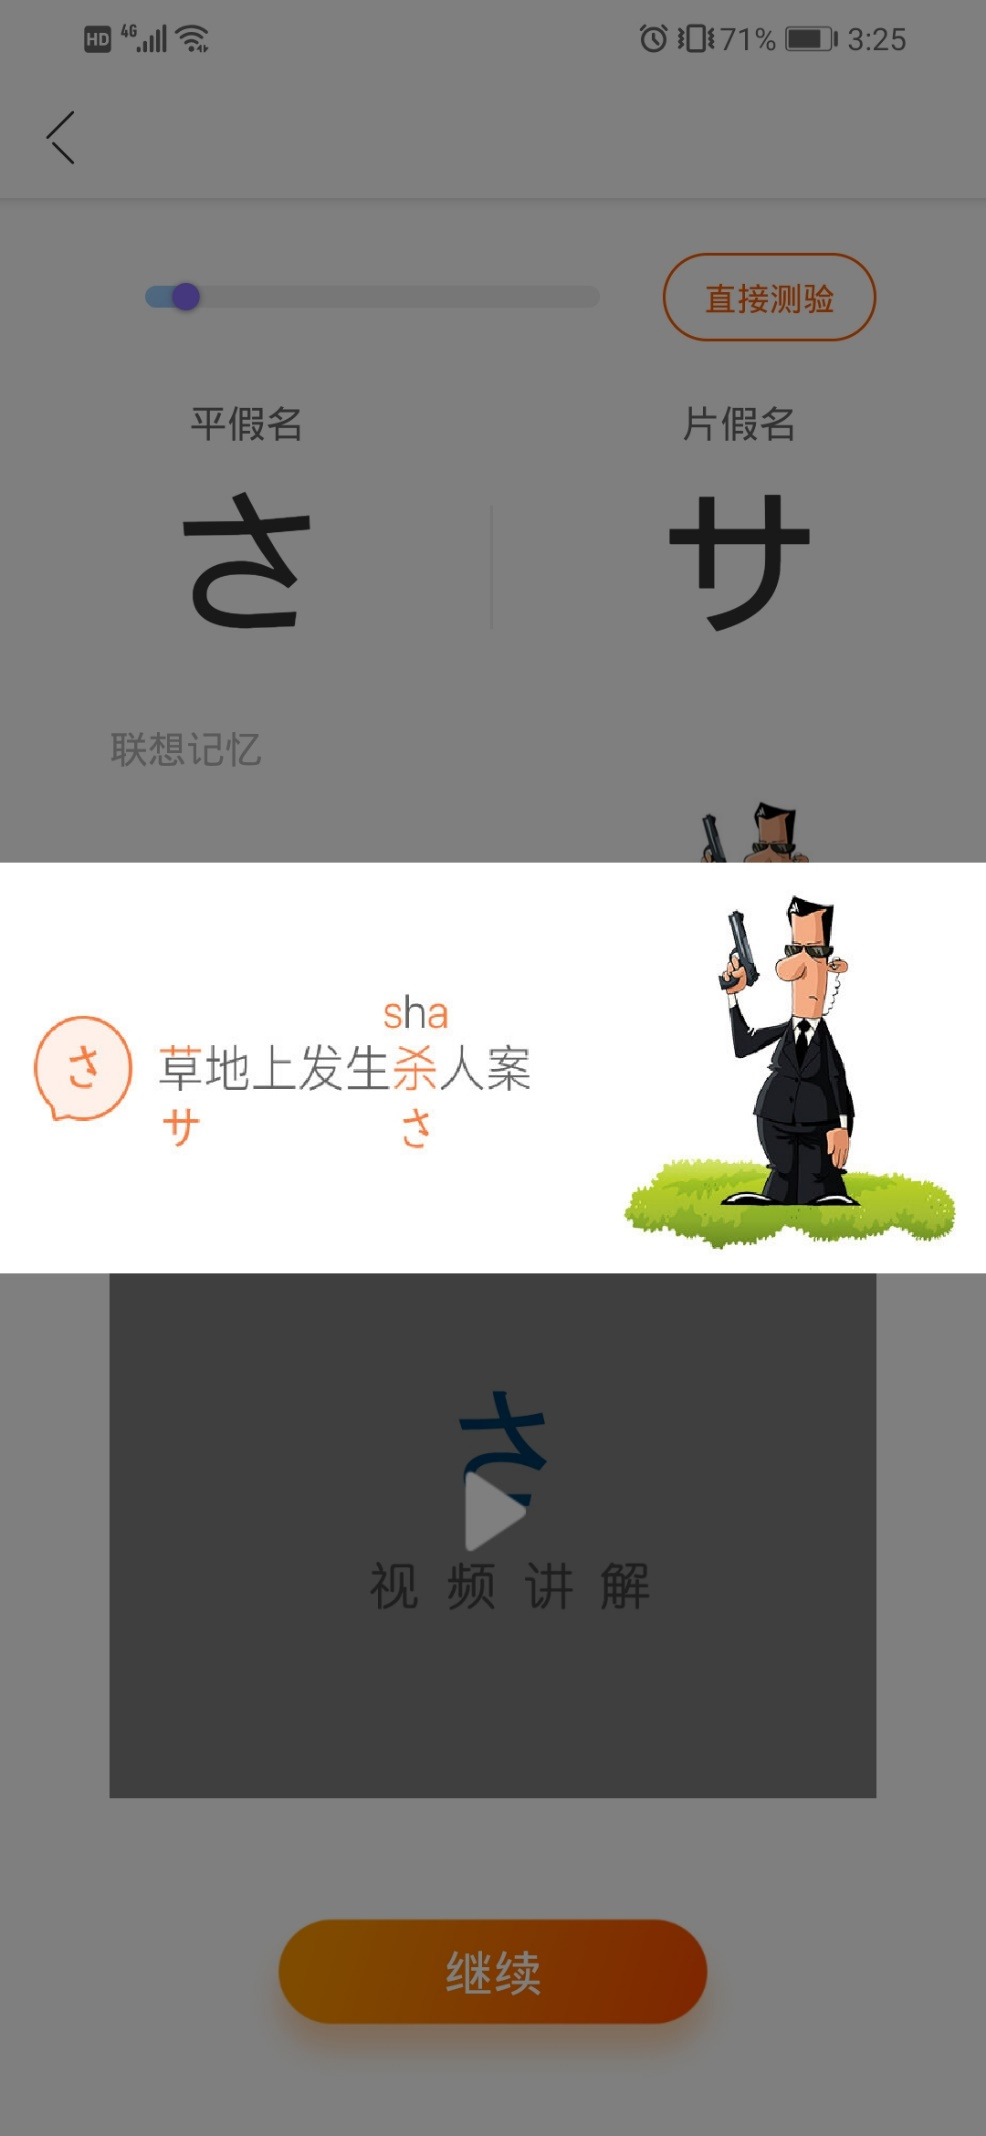 HD 4G 71% 3:25
直接测验
平假名 片假名
さ サ
联想记忆
sha
さ 草地上发生杀人案
サ さ
さ
视频讲解
继续